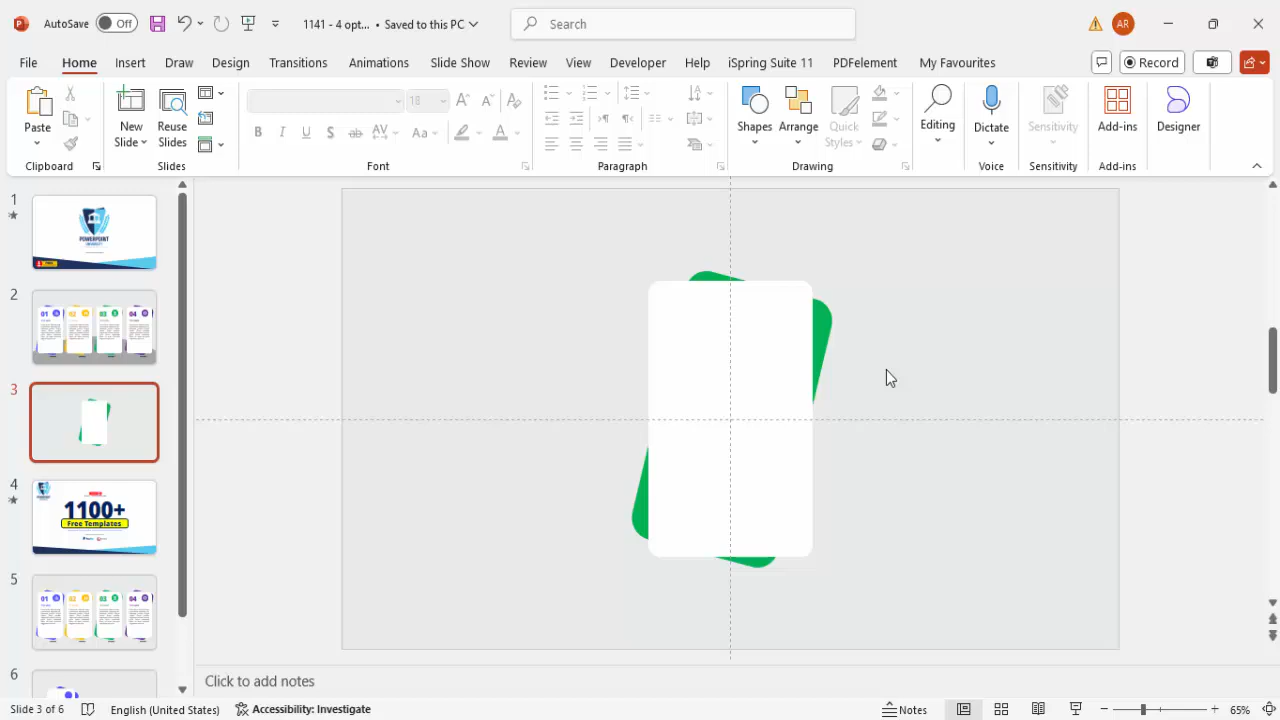 AutoSave Off 1141 - 4 opt... • Saved to this PC Search AR
File Home Insert Draw Design Transitions Animations Slide Show Review View Developer Help iSpring Suite 11 PDFelement My Favourites Record
18
Paste New Slide Reuse Slides Shapes Arrange Quick Styles Editing Dictate Sensitivity Add-ins Designer
Clipboard Slides Font Paragraph Drawing Voice Sensitivity Add-ins
1
POWERPOINT
UNIVERSITY
2
01 02 03 04
3
4
1100+
Free Templates
5
01 02 03 04
6
Click to add notes
Slide 3 of 6 English (United States) Accessibility: Investigate Notes 65%